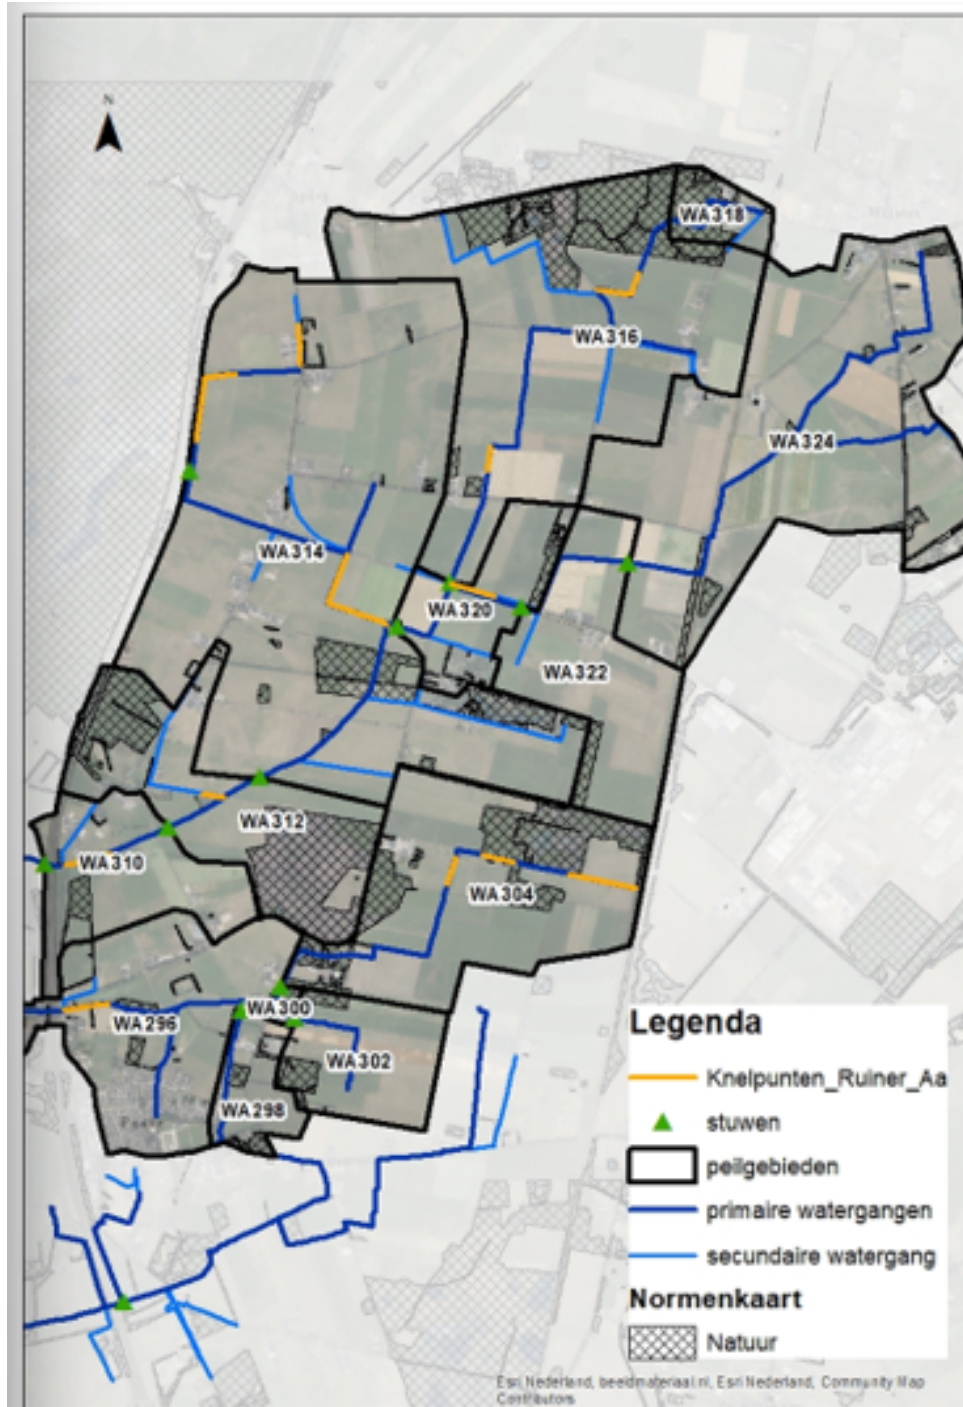 N
WA318
WA316
WA324
WA314
WA320
WA322
WA312
WA310
WA304
WA300
WA296
WA302
WA298
Legenda
Knelpunten_Ruiner_Aa
stuwen
peilgebieden
primaire watergangen
secundaire watergang
Normenkaart
Natuur
Esri Nederland, beeldmateriaal.nl, Esri Nederland, Community Map
Contributors